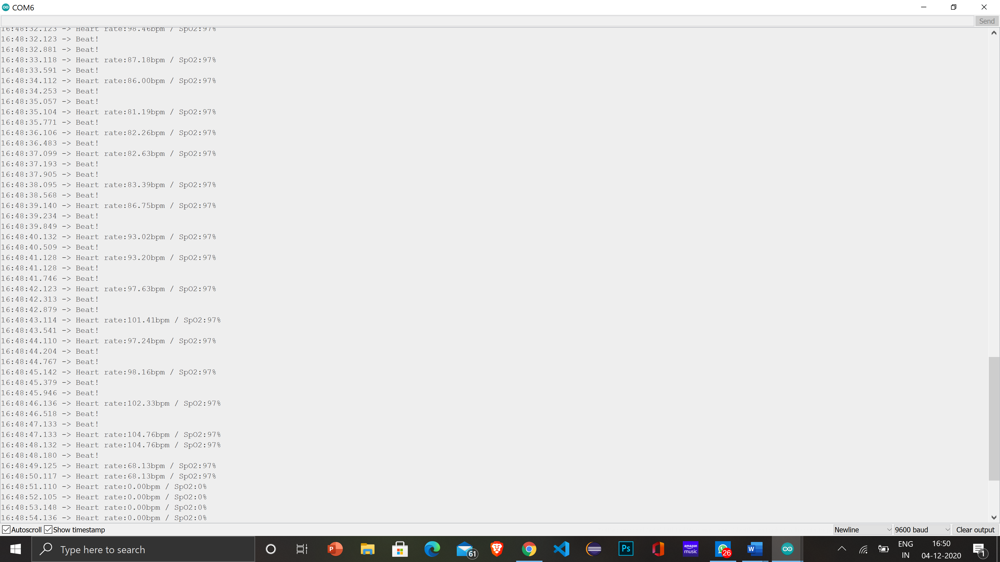 COM6
Send
16:48:32.123 -> Heart rate:98.46bpm / SpO2:97%
16:48:32.123 -> Beat!
16:48:32.881 -> Beat!
16:48:33.118 -> Heart rate:87.18bpm / SpO2:97%
16:48:33.591 -> Beat!
16:48:34.112 -> Heart rate:86.00bpm / SpO2:97%
16:48:34.253 -> Beat!
16:48:35.057 -> Beat!
16:48:35.104 -> Heart rate:81.19bpm / SpO2:97%
16:48:35.771 -> Beat!
16:48:36.106 -> Heart rate:82.26bpm / SpO2:97%
16:48:36.483 -> Beat!
16:48:37.099 -> Heart rate:82.63bpm / SpO2:97%
16:48:37.193 -> Beat!
16:48:37.905 -> Beat!
16:48:38.095 -> Heart rate:83.39bpm / SpO2:97%
16:48:38.568 -> Beat!
16:48:39.140 -> Heart rate:86.75bpm / SpO2:97%
16:48:39.234 -> Beat!
16:48:39.849 -> Beat!
16:48:40.132 -> Heart rate:93.02bpm / SpO2:97%
16:48:40.509 -> Beat!
16:48:41.128 -> Heart rate:93.20bpm / SpO2:97%
16:48:41.128 -> Beat!
16:48:41.746 -> Beat!
16:48:42.123 -> Heart rate:97.63bpm / SpO2:97%
16:48:42.313 -> Beat!
16:48:42.879 -> Beat!
16:48:43.114 -> Heart rate:101.41bpm / SpO2:97%
16:48:43.541 -> Beat!
16:48:44.110 -> Heart rate:97.24bpm / SpO2:97%
16:48:44.204 -> Beat!
16:48:44.767 -> Beat!
16:48:45.142 -> Heart rate:98.16bpm / SpO2:97%
16:48:45.379 -> Beat!
16:48:45.946 -> Beat!
16:48:46.136 -> Heart rate:102.33bpm / SpO2:97%
16:48:46.518 -> Beat!
16:48:47.133 -> Beat!
16:48:47.133 -> Heart rate:104.76bpm / SpO2:97%
16:48:48.132 -> Heart rate:104.76bpm / SpO2:97%
16:48:48.180 -> Beat!
16:48:49.125 -> Heart rate:68.13bpm / SpO2:97%
16:48:50.117 -> Heart rate:68.13bpm / SpO2:97%
16:48:51.110 -> Heart rate:0.00bpm / SpO2:0%
16:48:52.105 -> Heart rate:0.00bpm / SpO2:0%
16:48:53.148 -> Heart rate:0.00bpm / SpO2:0%
16:48:54.136 -> Heart rate:0.00bpm / SpO2:0%
Autoscroll Show timestamp Newline 9600 baud Clear output
Type here to search
P
61
Ps
amazon music
26
W
ENG
IN
16:50
04-12-2020
1